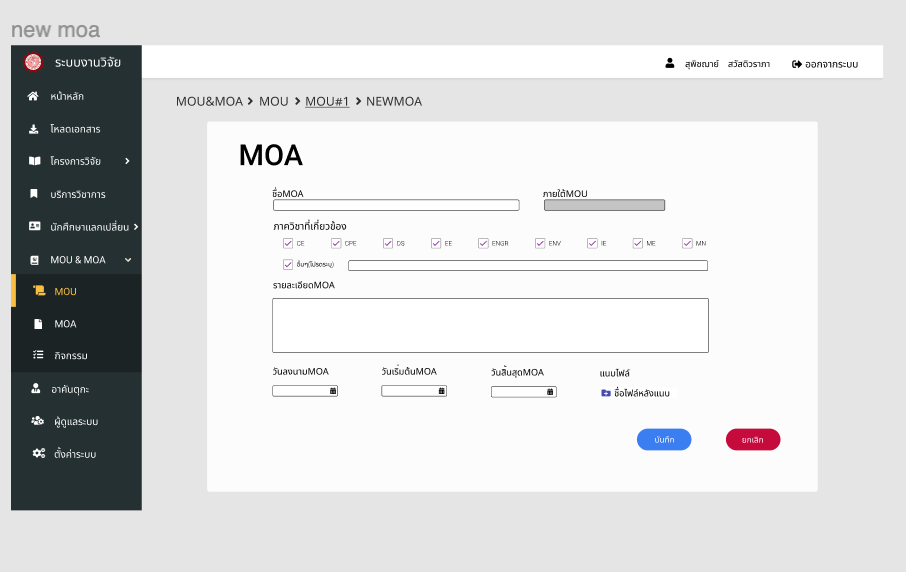 new moa
ระบบงานวิจัย
สุพิชณาย์ สวัสดิวราภา
ออกจากระบบ
หน้าหลัก
โหลดเอกสาร
โครงการวิจัย
บริการวิชาการ
นักศึกษาแลกเปลี่ยน
MOU & MOA
MOU
MOA
กิจกรรม
อาคันตุกะ
ผู้ดูแลระบบ
ตั้งค่าระบบ
MOU&MOA > MOU > MOU#1 > NEWMOA
MOA
ชื่อMOA
ภายใต้MOU
ภาควิชาที่เกี่ยวข้อง
CE CPE DS EE ENGR ENV IE ME MN
อื่นๆ(โปรดระบุ)
รายละเอียดMOA
วันลงนามMOA วันเริ่มต้นMOA วันสิ้นสุดMOA แนบไฟล์
ชื่อไฟล์หลังแนบ
บันทึก ยกเลิก